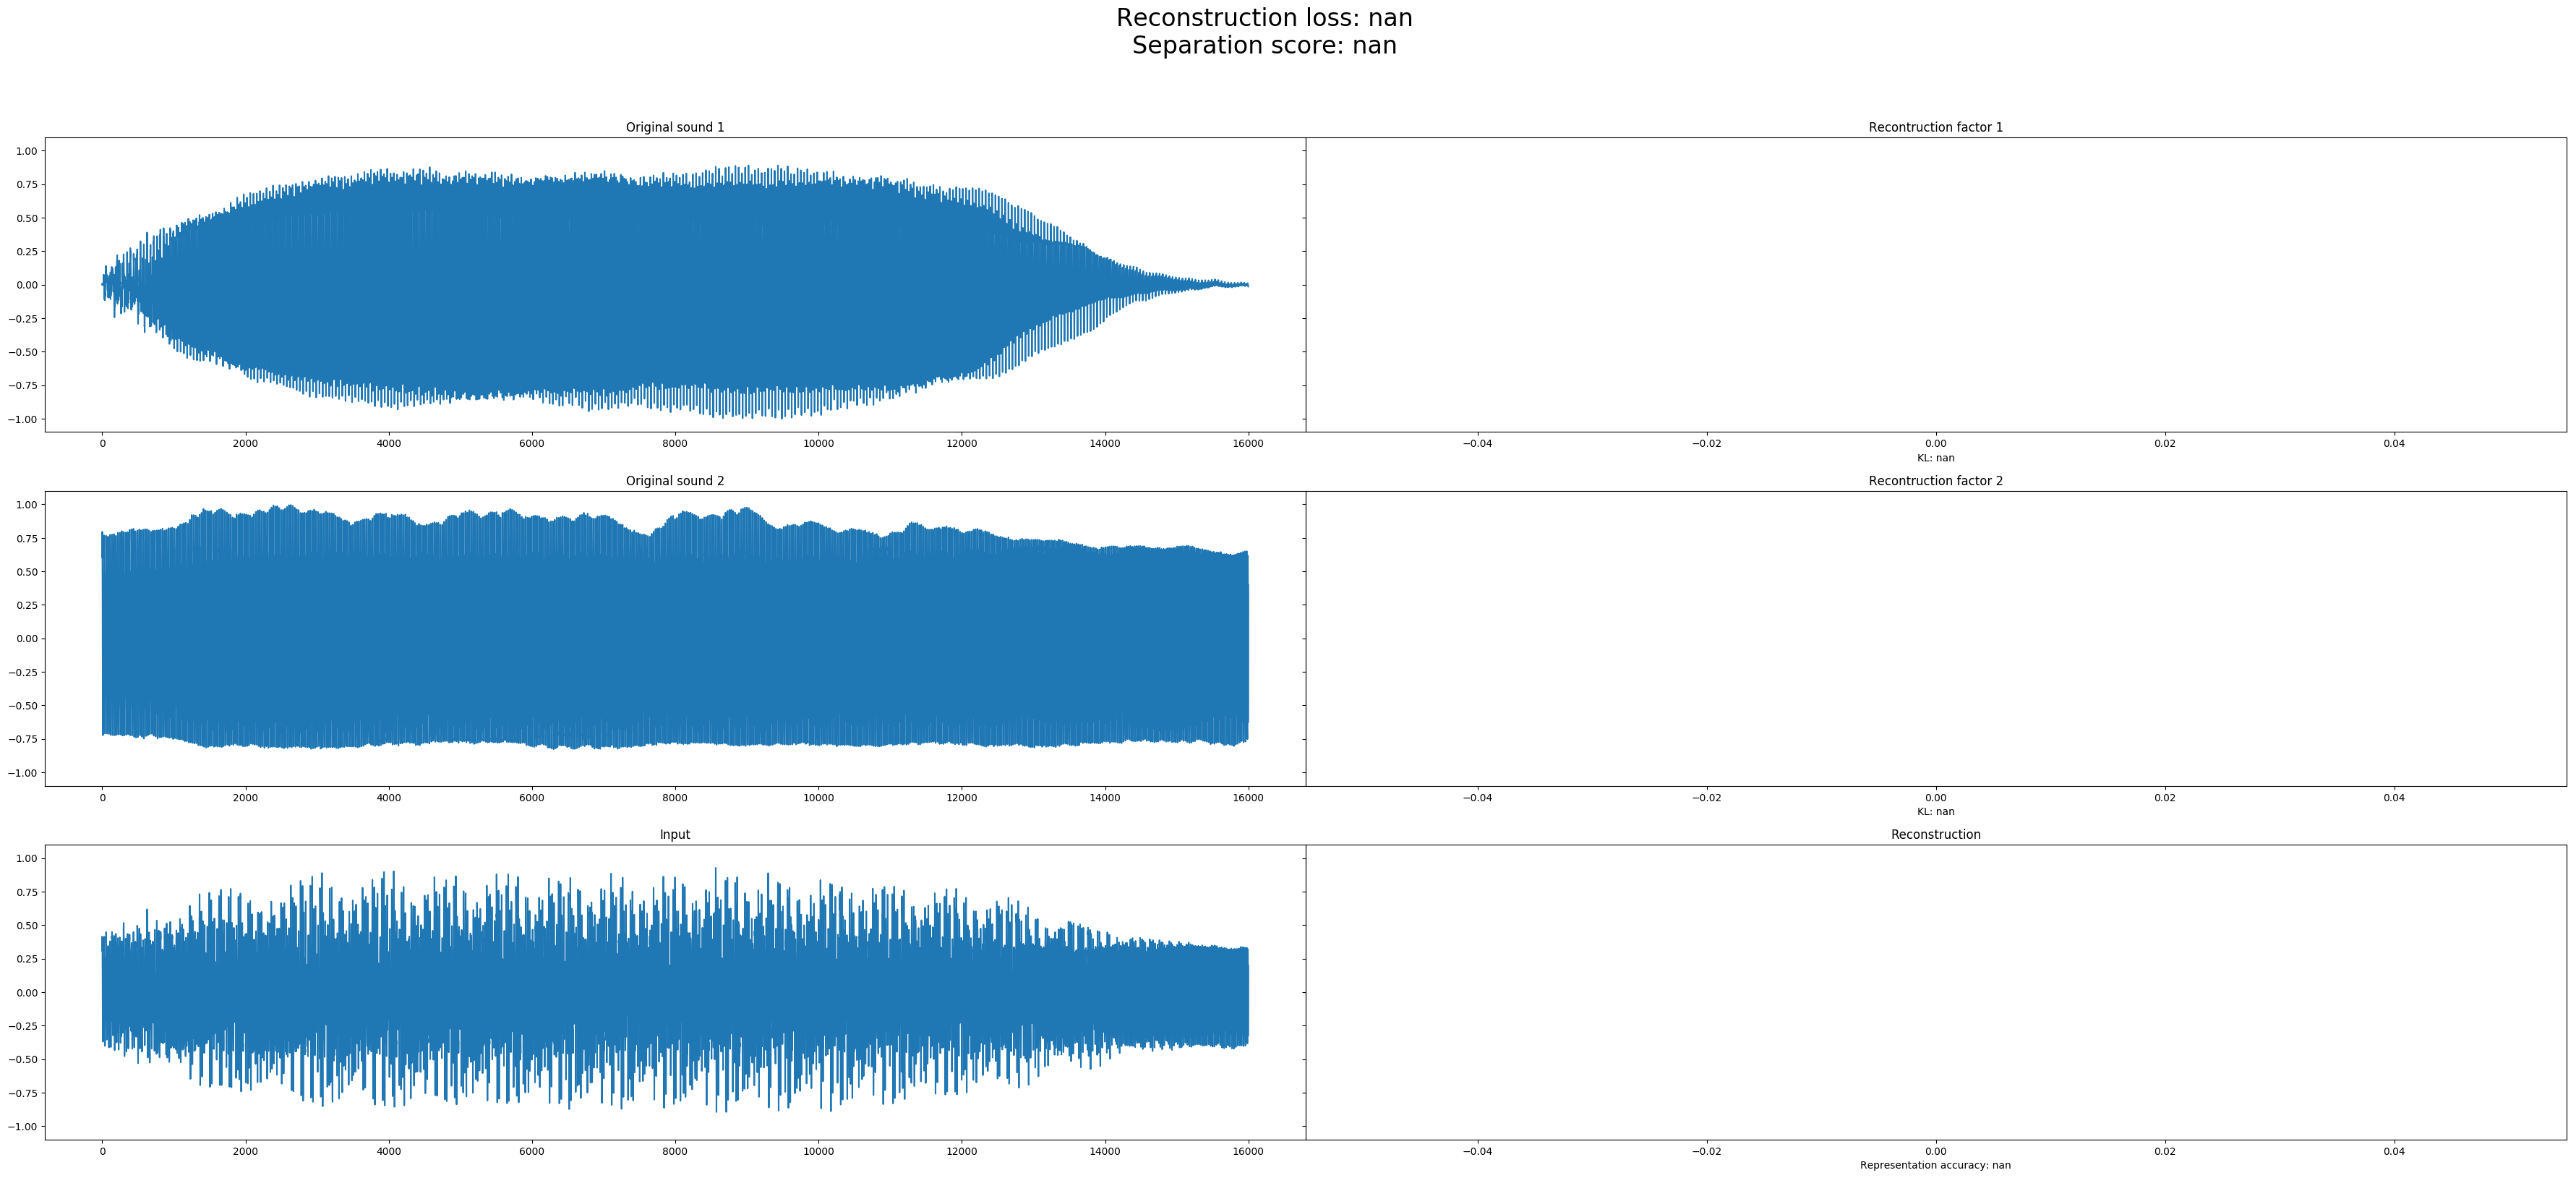 Reconstruction loss: nan
Separation score: nan
Original sound 1
Recontruction factor 1
1.00
0.75
0.50
0.25
0.00
−0.25
−0.50
−0.75
−1.00
0 2000 4000 6000 8000 10000 12000 14000 16000
−0.04 −0.02 0.00 0.02 0.04
KL: nan
Original sound 2
Recontruction factor 2
1.00
0.75
0.50
0.25
0.00
−0.25
−0.50
−0.75
−1.00
0 2000 4000 6000 8000 10000 12000 14000 16000
−0.04 −0.02 0.00 0.02 0.04
KL: nan
Input
Reconstruction
1.00
0.75
0.50
0.25
0.00
−0.25
−0.50
−0.75
−1.00
0 2000 4000 6000 8000 10000 12000 14000 16000
−0.04 −0.02 0.00 0.02 0.04
Representation accuracy: nan